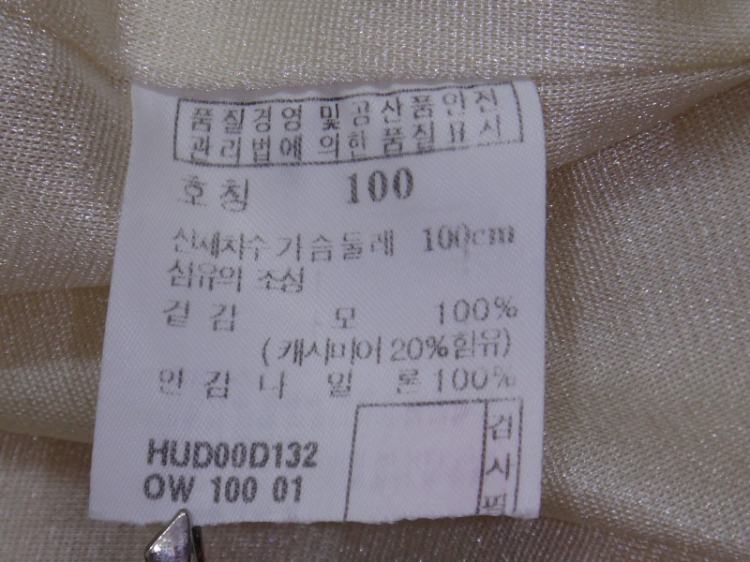 품질경영 및 공산품안전
관리법에 의한 품질표시
호칭 100
신체치수 가슴둘레 100cm
섬유의 조성
겉감 모 100%
(캐시미어 20%함유)
안감 나일론 100%
HUD00D132
OW 100 01
검사필